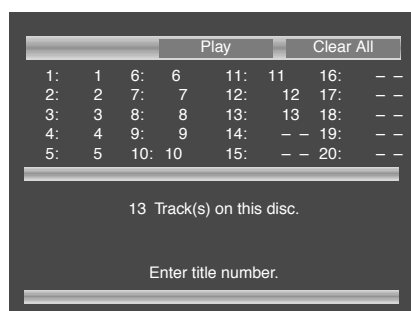 Play Clear All
1: 1 6: 6 11: 11 16: – –
2: 2 7: 7 12: 12 17: – –
3: 3 8: 8 13: 13 18: – –
4: 4 9: 9 14: – – 19: – –
5: 5 10: 10 15: – – 20: – –
13 Track(s) on this disc.
Enter title number.